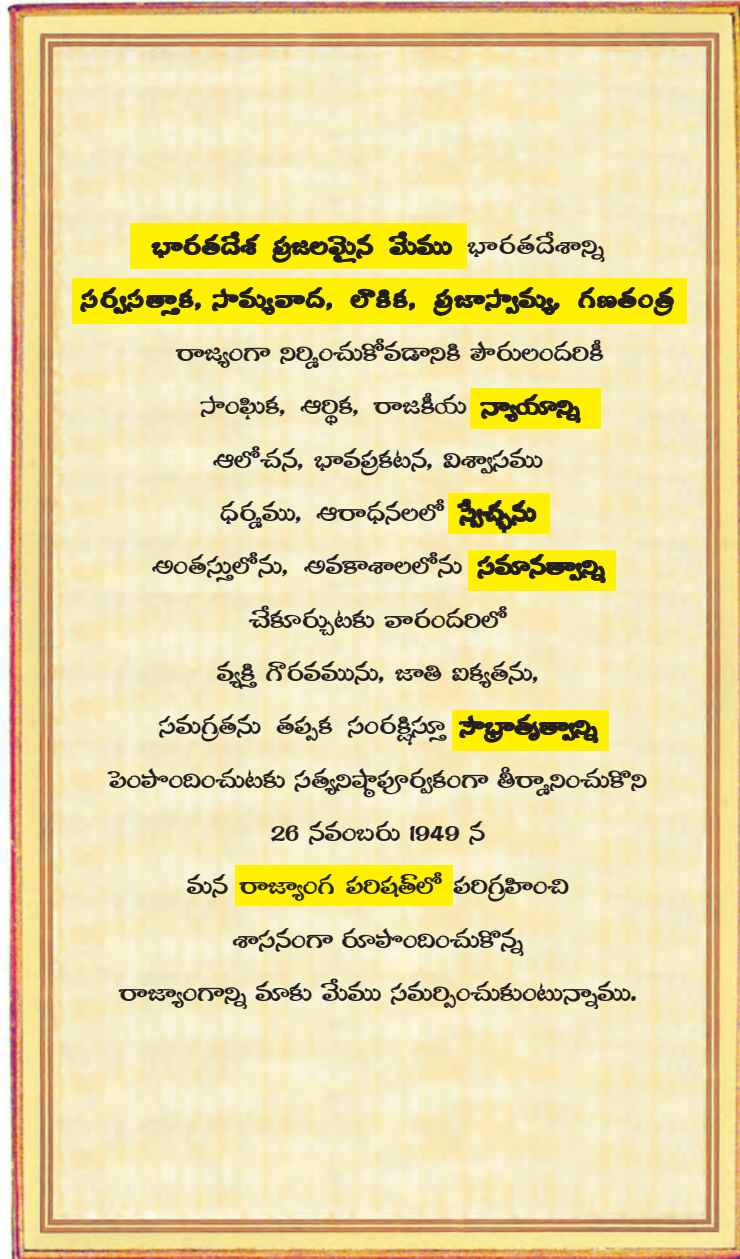 భారతదేశ ప్రజలమైన మేము భారతదేశాన్ని
సర్వసత్తాక, సామ్యవాద, లౌకిక, ప్రజాస్వామ్య, గణతంత్ర
రాజ్యంగా నిర్మించుకోవడానికి పౌరులందరికీ
సాంఘిక, ఆర్థిక, రాజకీయ న్యాయాన్ని
ఆలోచన, భావప్రకటన, విశ్వాసము
ధర్మము, ఆరాధనలలో స్వేచ్ఛను
అంతస్తులోను, అవకాశాలలోను సమానత్వాన్ని
చేకూర్చుటకు వారందరిలో
వ్యక్తి గౌరవమును, జాతి ఐక్యతను,
సమగ్రతను తప్పక సంరక్షిస్తూ సౌభ్రాతృత్వాన్ని
పెంపొందించుటకు సత్యనిష్ఠాపూర్వకంగా తీర్మానించుకొని
26 నవంబరు 1949 న
మన రాజ్యాంగ పరిషత్‌లో పరిగ్రహించి
శాసనంగా రూపొందించుకొన్న
రాజ్యాంగాన్ని మాకు మేము సమర్పించుకుంటున్నాము.